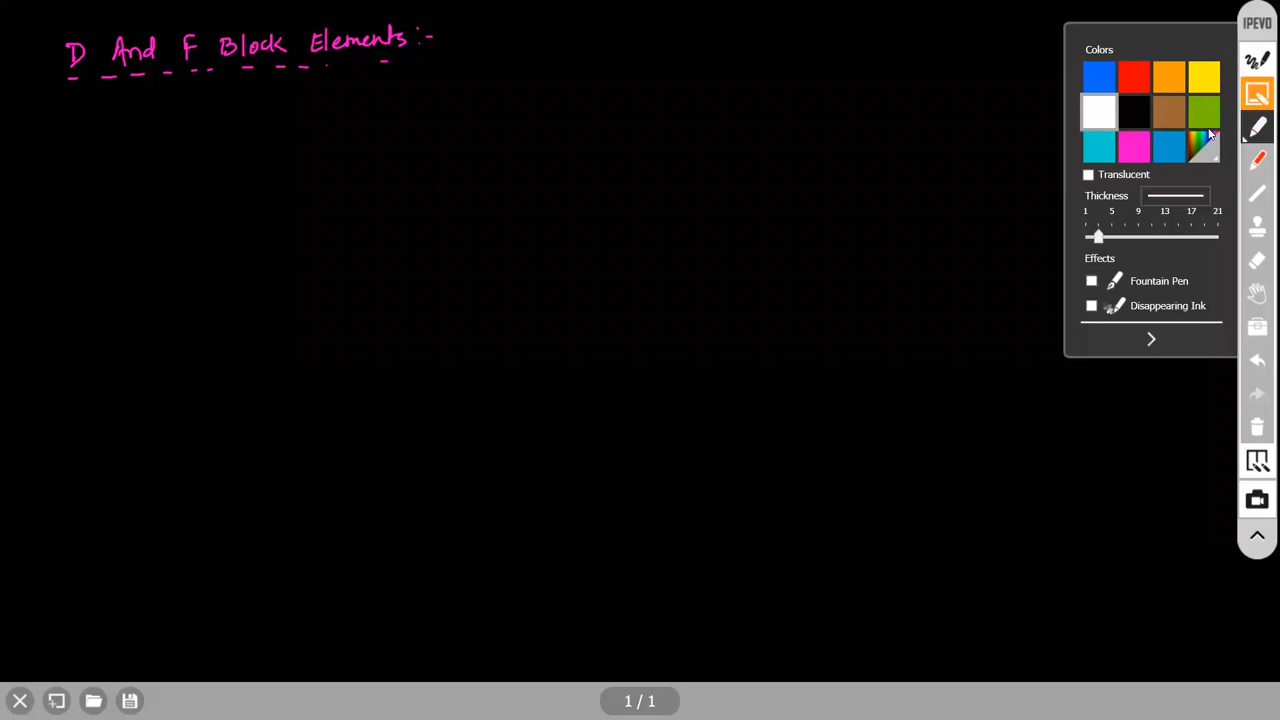 D And F Block Elements :-
IPEVO
Colors
Translucent
Thickness
1 5 9 13 17 21
Effects
Fountain Pen
Disappearing Ink
1 / 1